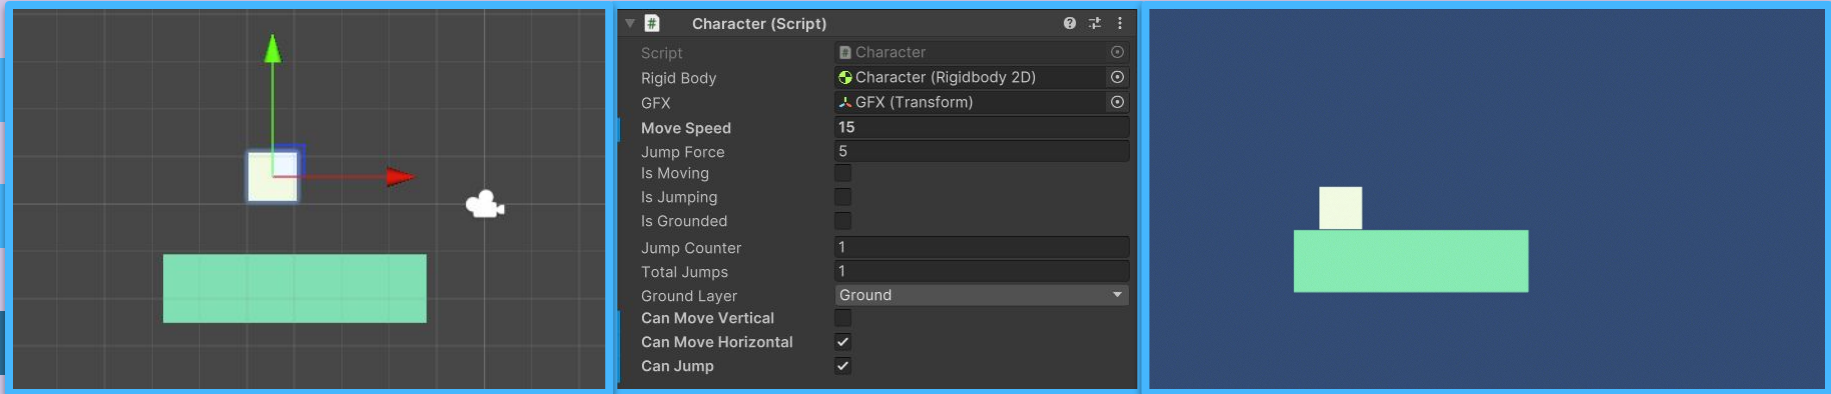 Character (Script)
Script Character
Rigid Body Character (Rigidbody 2D)
GFX GFX (Transform)
Move Speed 15
Jump Force 5
Is Moving
Is Jumping
Is Grounded
Jump Counter 1
Total Jumps 1
Ground Layer Ground
Can Move Vertical
Can Move Horizontal
Can Jump